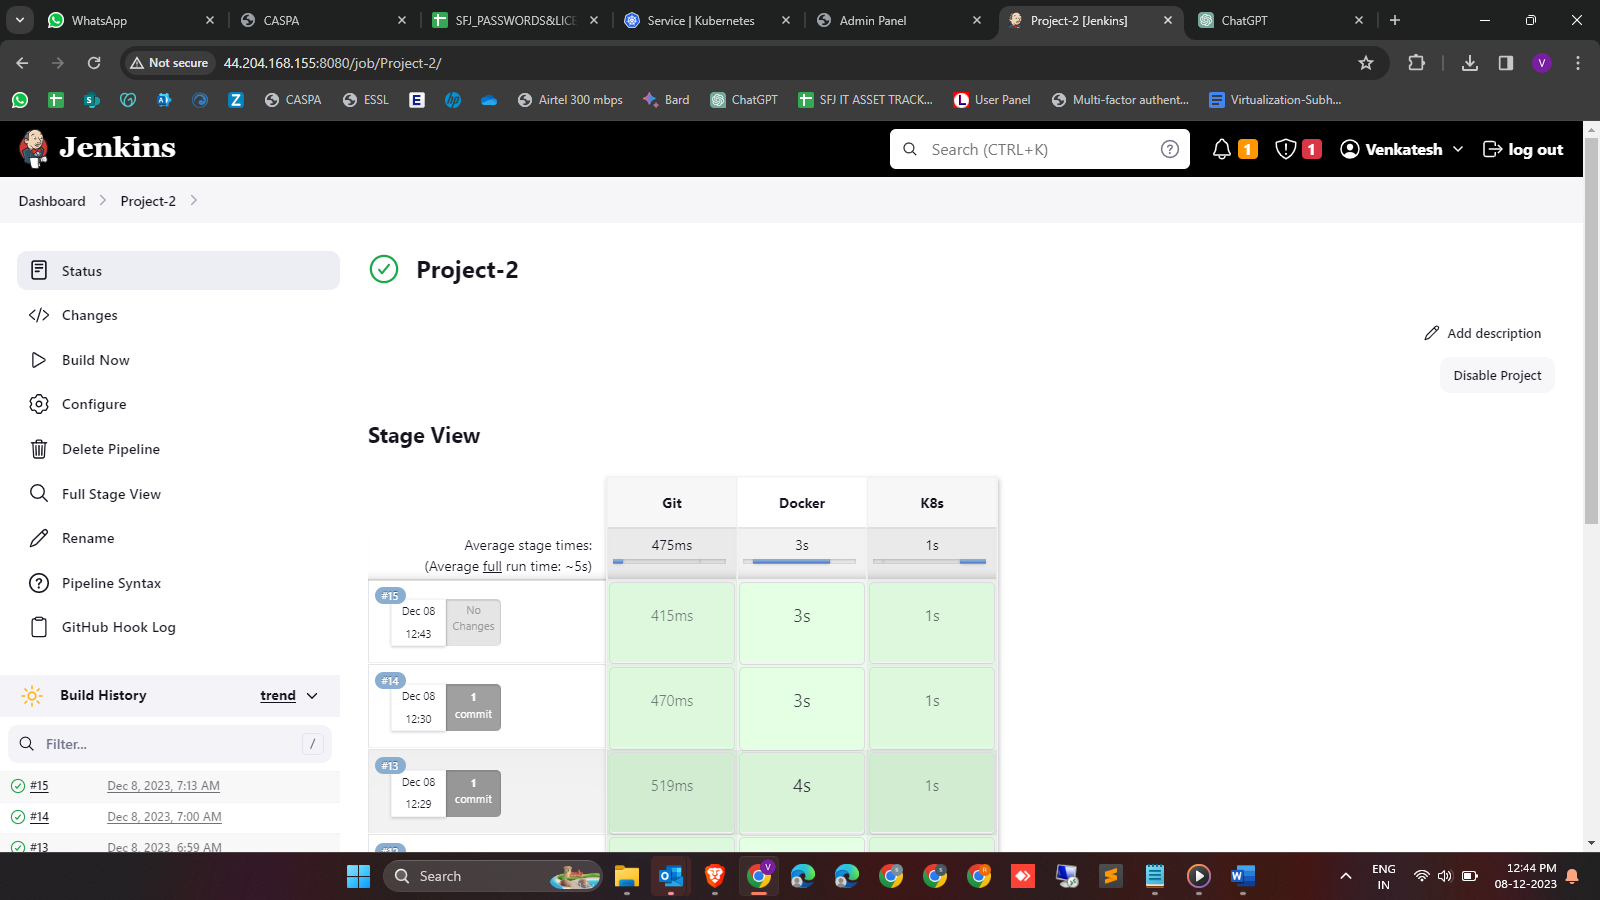 WhatsApp
CASPA
SFJ_PASSWORDS&LICE
Service | Kubernetes
Admin Panel
Project-2 [Jenkins]
ChatGPT
Not secure
44.204.168.155:8080/job/Project-2/
V
CASPA
ESSL
Airtel 300 mbps
Bard
ChatGPT
SFJ IT ASSET TRACK...
User Panel
Multi-factor authent...
Virtualization-Subh...
Jenkins
Search (CTRL+K)
1
1
Venkatesh
log out
Dashboard
Project-2
Status
Changes
Build Now
Configure
Delete Pipeline
Full Stage View
Rename
Pipeline Syntax
GitHub Hook Log
Build History
trend
Filter...
/
#15
Dec 8, 2023, 7:13 AM
#14
Dec 8, 2023, 7:00 AM
#13
Dec 8, 2023, 6:59 AM
Project-2
Add description
Disable Project
Stage View
Git
Docker
K8s
Average stage times:
(Average full run time: ~5s)
475ms
3s
1s
#15
Dec 08
12:43
No
Changes
415ms
3s
1s
#14
Dec 08
12:30
1
commit
470ms
3s
1s
#13
Dec 08
12:29
1
commit
519ms
4s
1s
#12
Search
ENG
IN
12:44 PM
08-12-2023